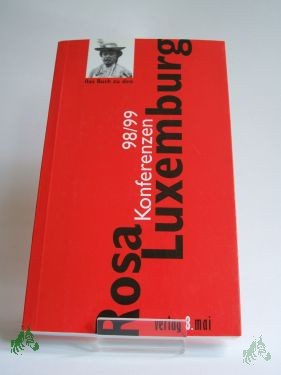 Das Buch zu den
Rosa
Luxemburg
Konferenzen
98/99
verlag 8. mai